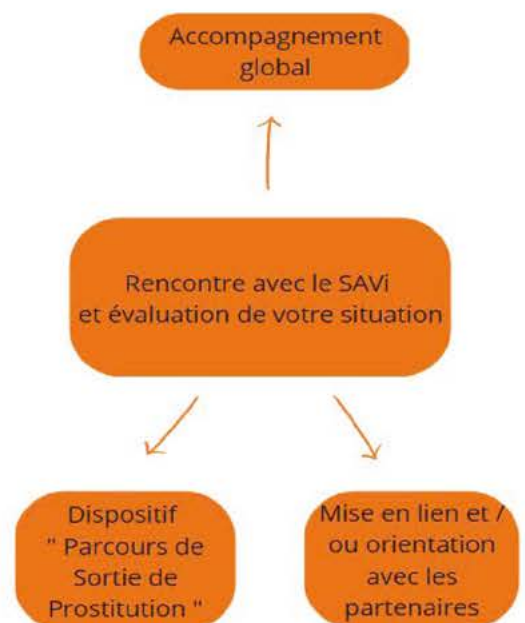 Accompagnement
global
Rencontre avec le SAVi
et évaluation de votre situation
Dispositif
" Parcours de
Sortie de
Prostitution "
Mise en lien et /
ou orientation
avec les
partenaires